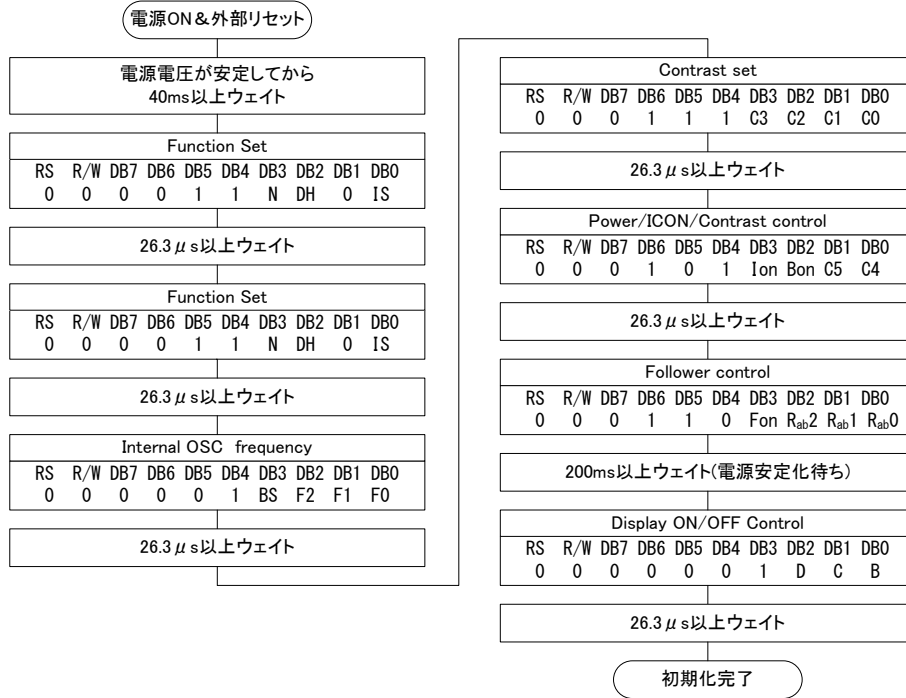 電源ON&外部リセット
電源電圧が安定してから
40ms以上ウェイト
Function Set
RS R/W DB7 DB6 DB5 DB4 DB3 DB2 DB1 DB0
0 0 0 0 1 1 N DH 0 IS
26.3μs以上ウェイト
Function Set
RS R/W DB7 DB6 DB5 DB4 DB3 DB2 DB1 DB0
0 0 0 0 1 1 N DH 0 IS
26.3μs以上ウェイト
Internal OSC frequency
RS R/W DB7 DB6 DB5 DB4 DB3 DB2 DB1 DB0
0 0 0 0 0 1 BS F2 F1 F0
26.3μs以上ウェイト
Contrast set
RS R/W DB7 DB6 DB5 DB4 DB3 DB2 DB1 DB0
0 0 0 1 1 1 C3 C2 C1 C0
26.3μs以上ウェイト
Power/ICON/Contrast control
RS R/W DB7 DB6 DB5 DB4 DB3 DB2 DB1 DB0
0 0 0 1 0 1 Ion Bon C5 C4
26.3μs以上ウェイト
Follower control
RS R/W DB7 DB6 DB5 DB4 DB3 DB2 DB1 DB0
0 0 0 1 1 0 Fon Rab2 Rab1 Rab0
200ms以上ウェイト(電源安定化待ち)
Display ON/OFF Control
RS R/W DB7 DB6 DB5 DB4 DB3 DB2 DB1 DB0
0 0 0 0 0 0 1 D C B
26.3μs以上ウェイト
初期化完了